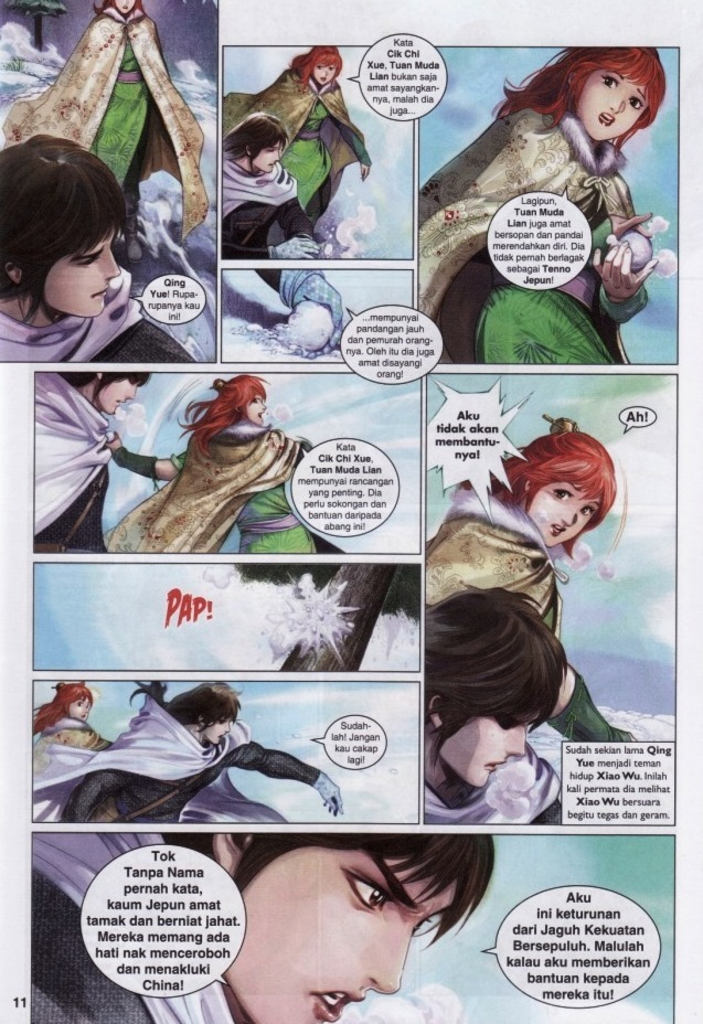 Qing
Yue! Rupa-
rupanya kau
ini!
Kata
Cik Chi
Xue, Tuan Muda
Lian bukan saja
amat sayangkan-
nya, malah dia
juga...
...mempunyai
pandangan jauh
dan pemurah orang-
nya. Oleh itu dia juga
amat disayangi
orang!
Lagipun,
Tuan Muda
Lian juga amat
bersopan dan pandai
merendahkan diri. Dia
tidak pernah berlagak
sebagai Tenno
Jepun!
Kata
Cik Chi Xue,
Tuan Muda Lian
mempunyai rancangan
yang penting. Dia
perlu sokongan dan
bantuan daripada
abang ini!
Aku
tidak akan
membantu-
nya!
Ah!
PAP!
Sudah-
lah! Jangan
kau cakap
lagi!
Sudah sekian lama Qing
Yue menjadi teman
hidup Xiao Wu. Inilah
kali permata dia melihat
Xiao Wu bersuara
begitu tegas dan geram.
Tok
Tanpa Nama
pernah kata,
kaum Jepun amat
tamak dan berniat jahat.
Mereka memang ada
hati nak menceroboh
dan menakluki
China!
Aku
ini keturunan
dari Jaguh Kekuatan
Bersepuluh. Malulah
kalau aku memberikan
bantuan kepada
mereka itu!
11